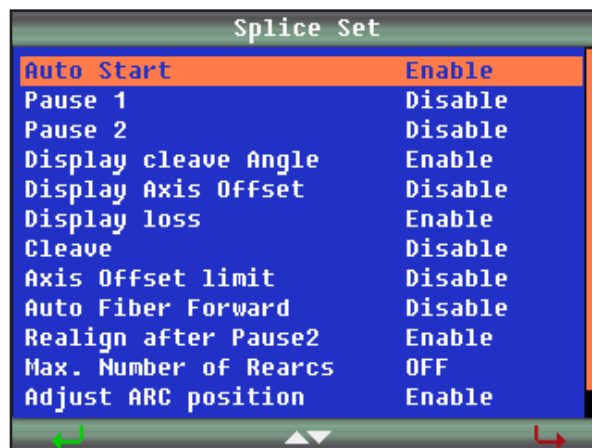 Splice Set
Auto Start Enable
Pause 1 Disable
Pause 2 Disable
Display cleave Angle Enable
Display Axis Offset Disable
Display loss Enable
Cleave Disable
Axis Offset limit Disable
Auto Fiber Forward Disable
Realign after Pause2 Enable
Max. Number of Rearcs OFF
Adjust ARC position Enable